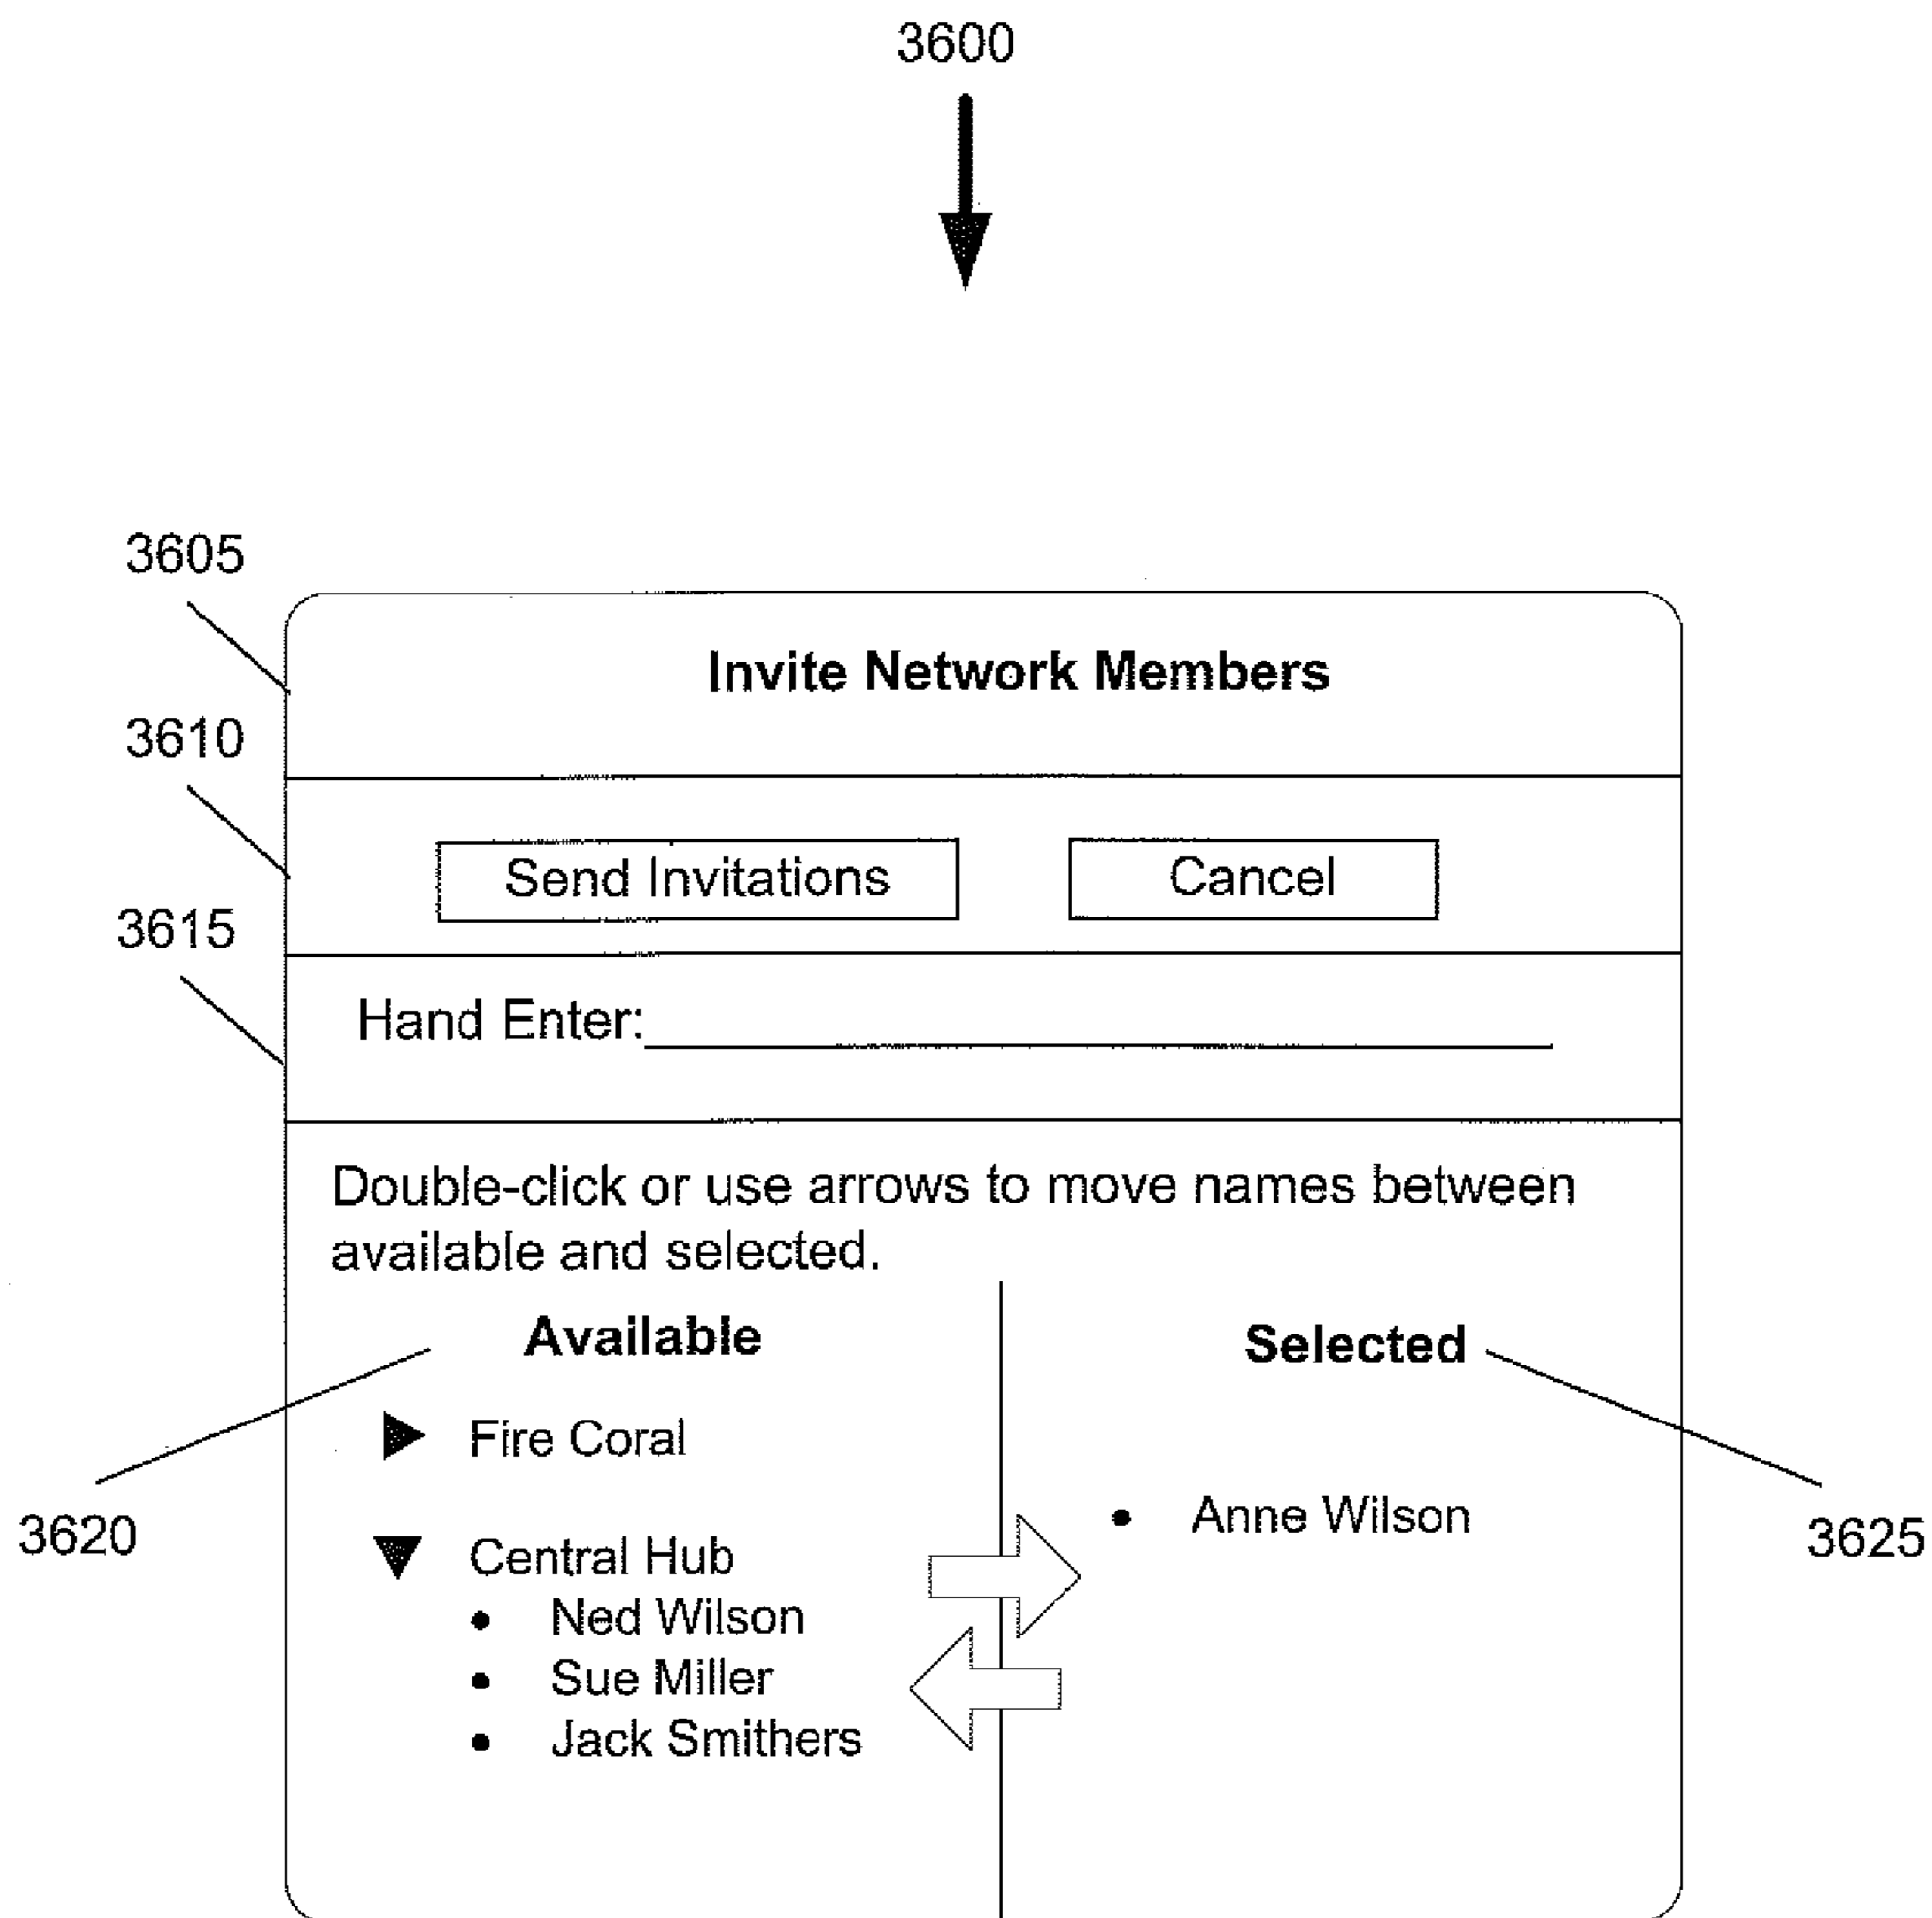 3600
3605
Invite Network Members
3610
Send Invitations Cancel
3615
Hand Enter:
Double-click or use arrows to move names between
available and selected.
Available Selected
Fire Coral
• Anne Wilson
3620
3625
Central Hub
• Ned Wilson
• Sue Miller
• Jack Smithers